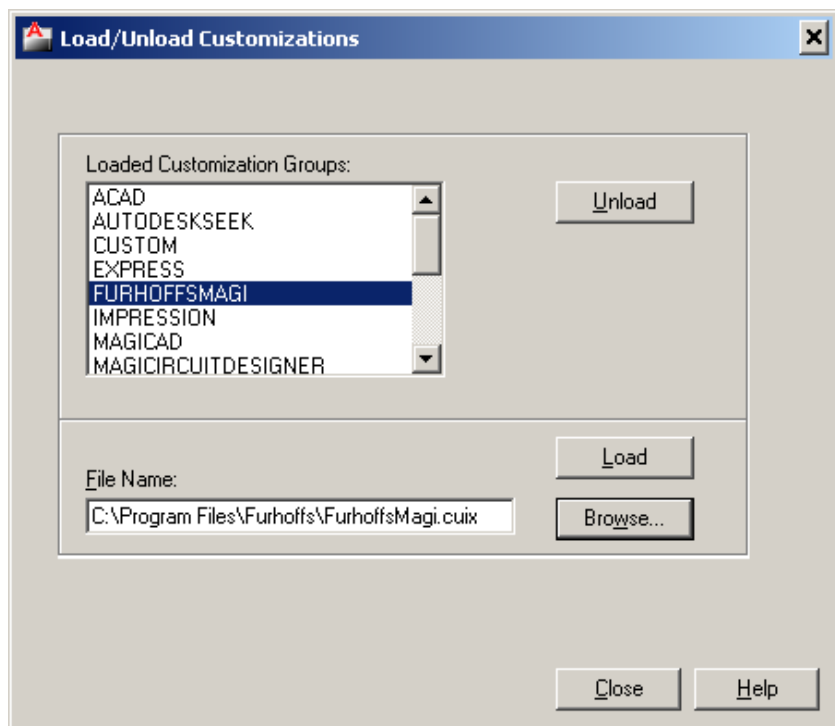 Load/Unload Customizations
Loaded Customization Groups:
ACAD
AUTODESKSEEK
CUSTOM
EXPRESS
FURHOFFSMAGI
IMPRESSION
MAGICAD
MAGICIRCUITDESIGNER
Unload
Load
File Name:
C:\Program Files\Furhoffs\FurhoffsMagi.cuix
Browse...
Close
Help